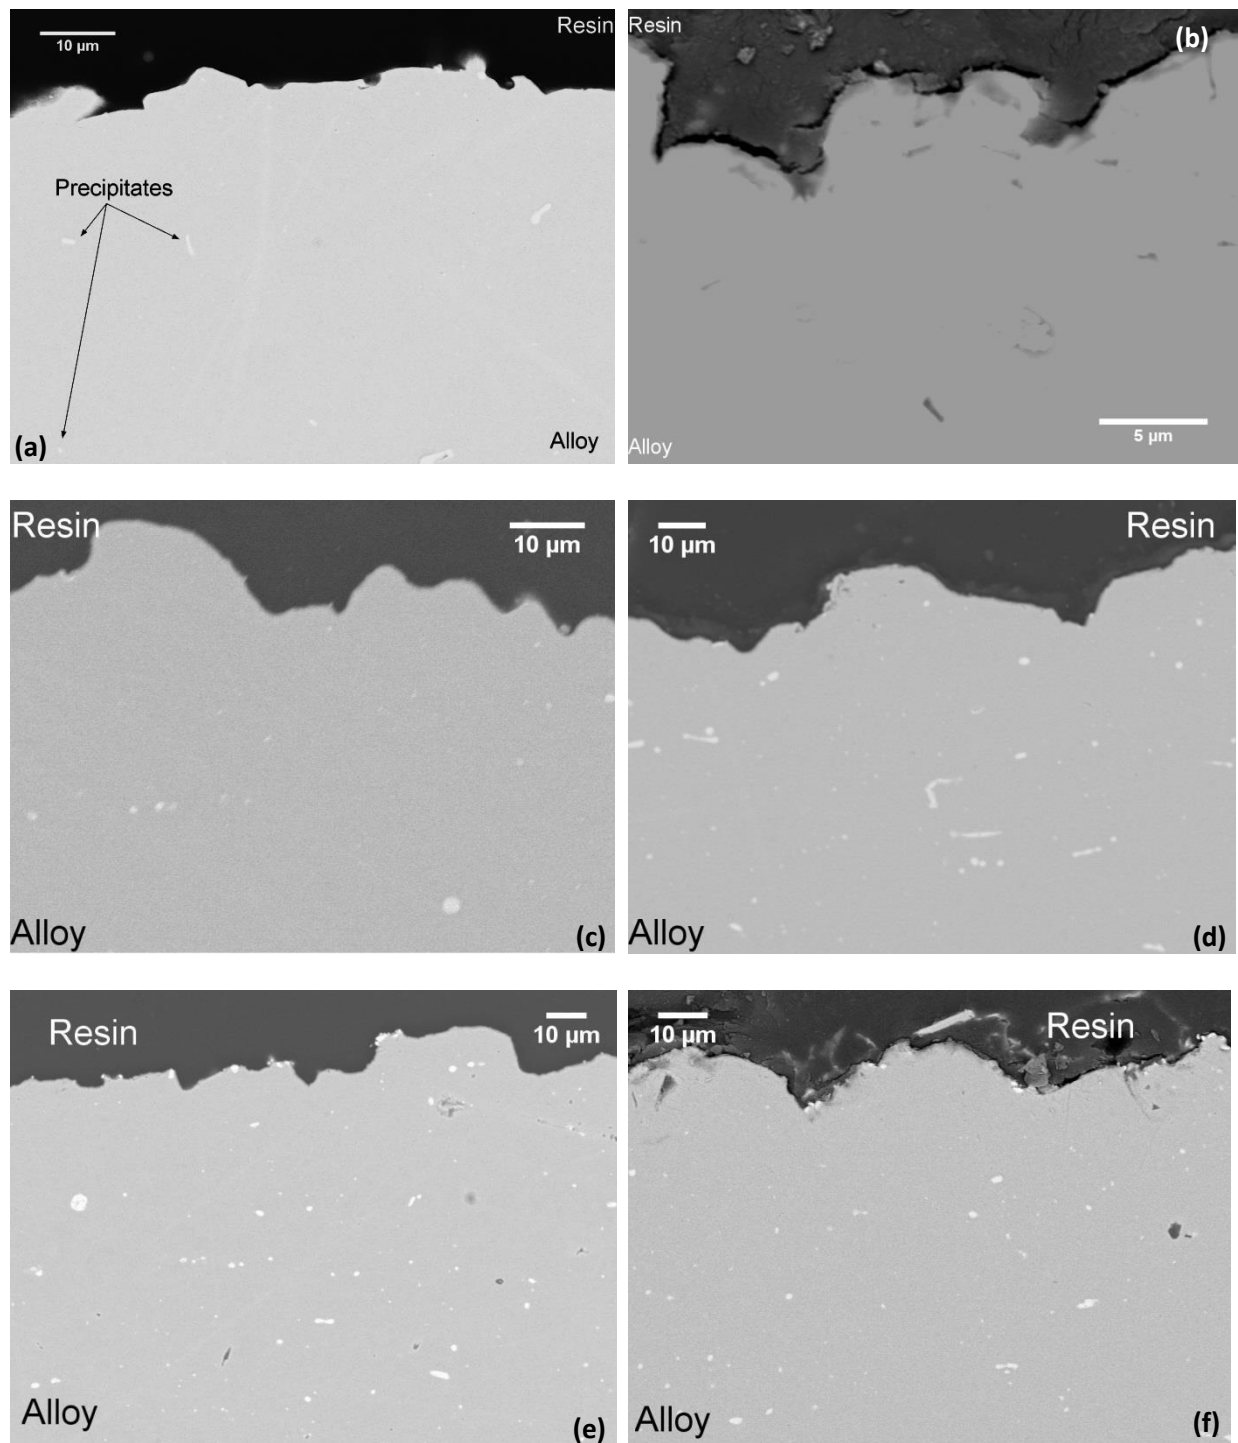 Resin
10 µm
Precipitates
Alloy
(a)
Resin
(b)
5 µm
Alloy
Resin
10 µm
Alloy
(c)
10 µm
Resin
Alloy
(d)
Resin
10 µm
Alloy
(e)
10 µm
Resin
Alloy
(f)